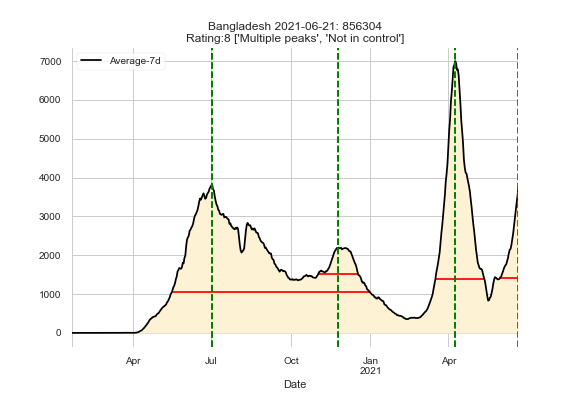 Bangladesh 2021-06-21: 856304
Rating:8 ['Multiple peaks', 'Not in control']
Average-7d
7000
6000
5000
4000
3000
2000
1000
0
Apr
Jul
Oct
Jan
2021
Apr
Date